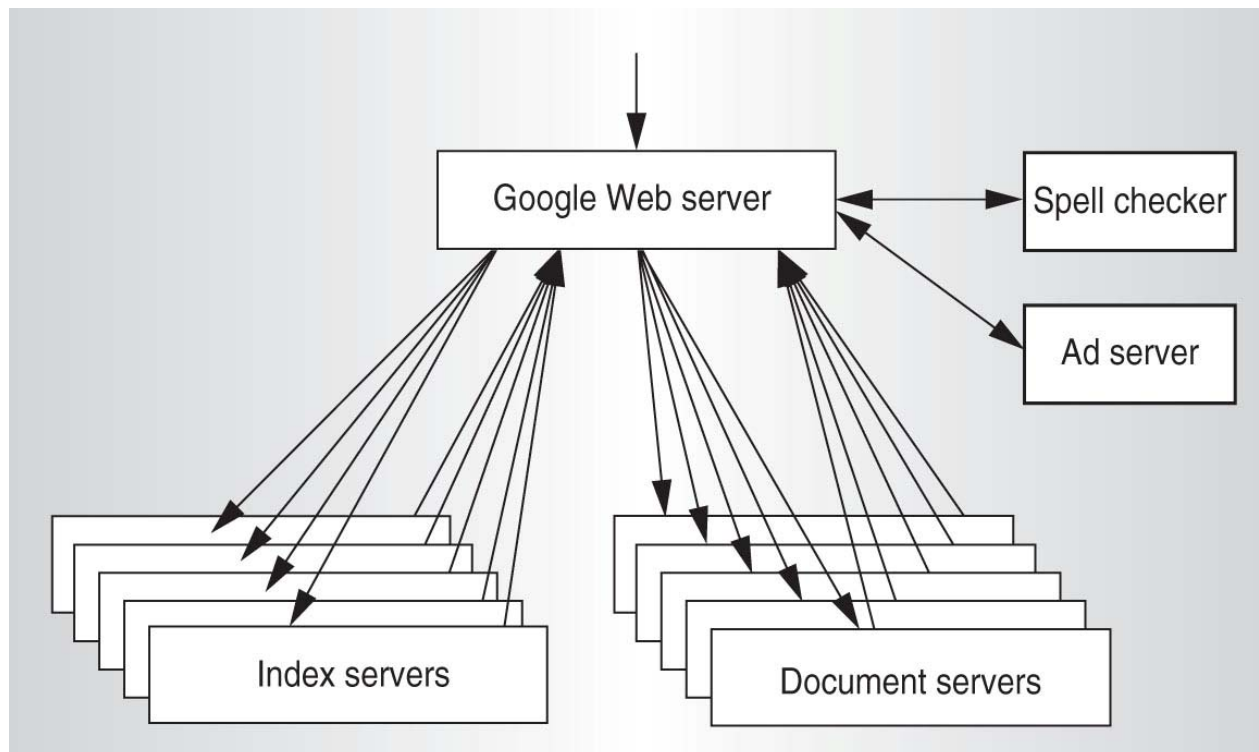 Google Web server
Spell checker
Ad server
Index servers
Document servers